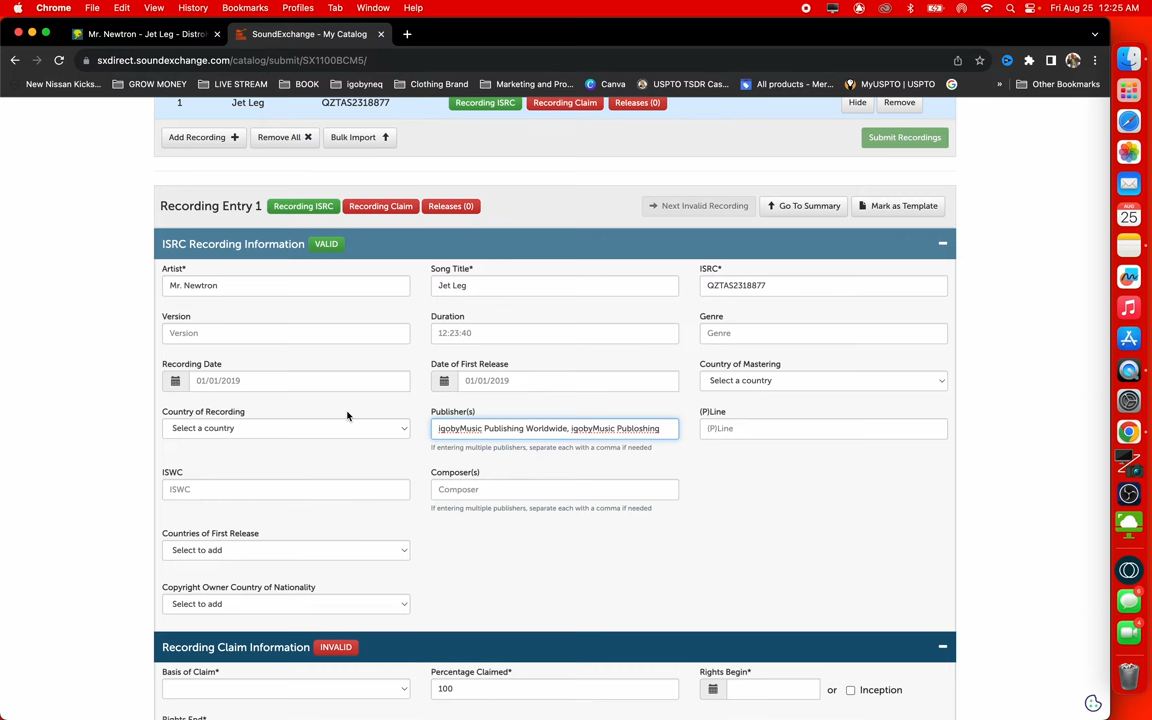 Chrome File Edit View History Bookmarks Profiles Tab Window Help Fri Aug 25 12:25 AM
Mr. Newtron - Jet Leg - Distro SoundExchange - My Catalog
sxdirect.soundexchange.com/catalog/submit/SX1100BCM5/
New Nissan Kicks... GROW MONEY LIVE STREAM BOOK igobyneq Clothing Brand Marketing and Pro... Canva USPTO TSDR Cas... All products - Mer... MyUSPTO | USPTO » Other Bookmarks
1 Jet Leg QZTAS2318877 Recording ISRC Recording Claim Releases (0) Hide Remove
Add Recording Remove All Bulk Import Submit Recordings
Recording Entry 1 Recording ISRC Recording Claim Releases (0) Next Invalid Recording Go To Summary Mark as Template
ISRC Recording Information VALID
Artist* Song Title* ISRC*
Mr. Newtron Jet Leg QZTAS2318877
Version Duration Genre
Version 12:23:40 Genre
Recording Date Date of First Release Country of Mastering
01/01/2019 01/01/2019 Select a country
Country of Recording Publisher(s) (P)Line
Select a country igobyMusic Publishing Worldwide, igobyMusic Publoshing (P)Line
If entering multiple publishers, separate each with a comma if needed
ISWC Composer(s)
ISWC Composer
If entering multiple publishers, separate each with a comma if needed
Countries of First Release
Select to add
Copyright Owner Country of Nationality
Select to add
Recording Claim Information INVALID
Basis of Claim* Percentage Claimed* Rights Begin*
100 or Inception
Rights End*
AUG
25
6
4